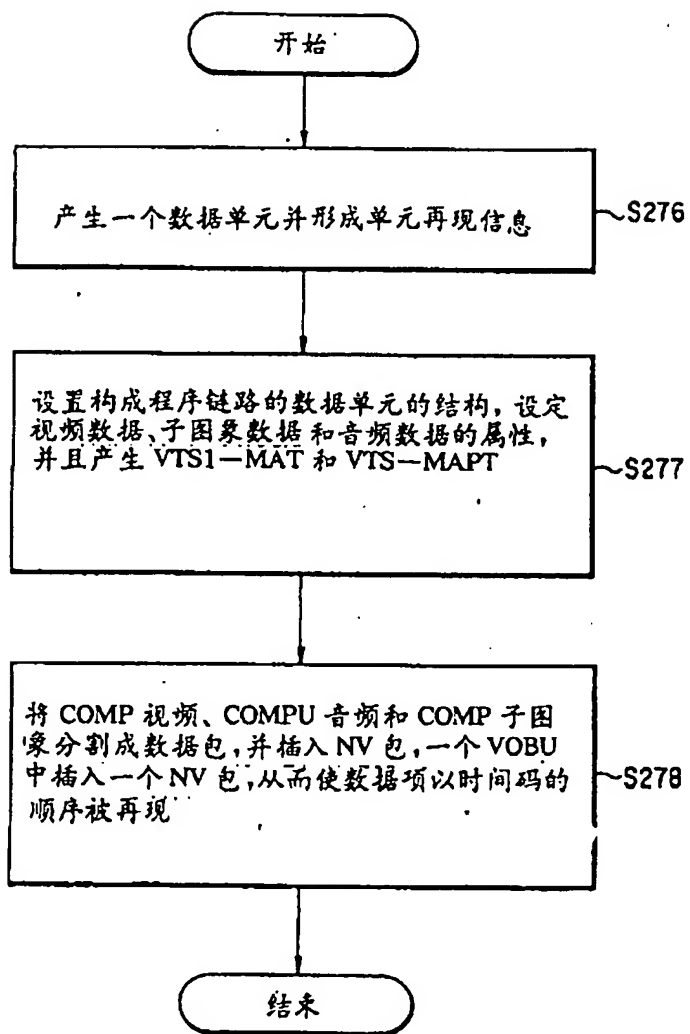 开始
产生一个数据单元并形成单元再现信息
S276
设置构成程序链路的数据单元的结构,设定
视频数据、子图象数据和音频数据的属性,
并且产生 VTS1-MAT 和 VTS-MAPT
S277
将 COMP 视频、COMPU 音频和 COMP 子图
象分割成数据包,并插入 NV 包,一个 VOBU
中插入一个 NV 包,从而使数据项以时间码的
顺序被再现
S278
结束